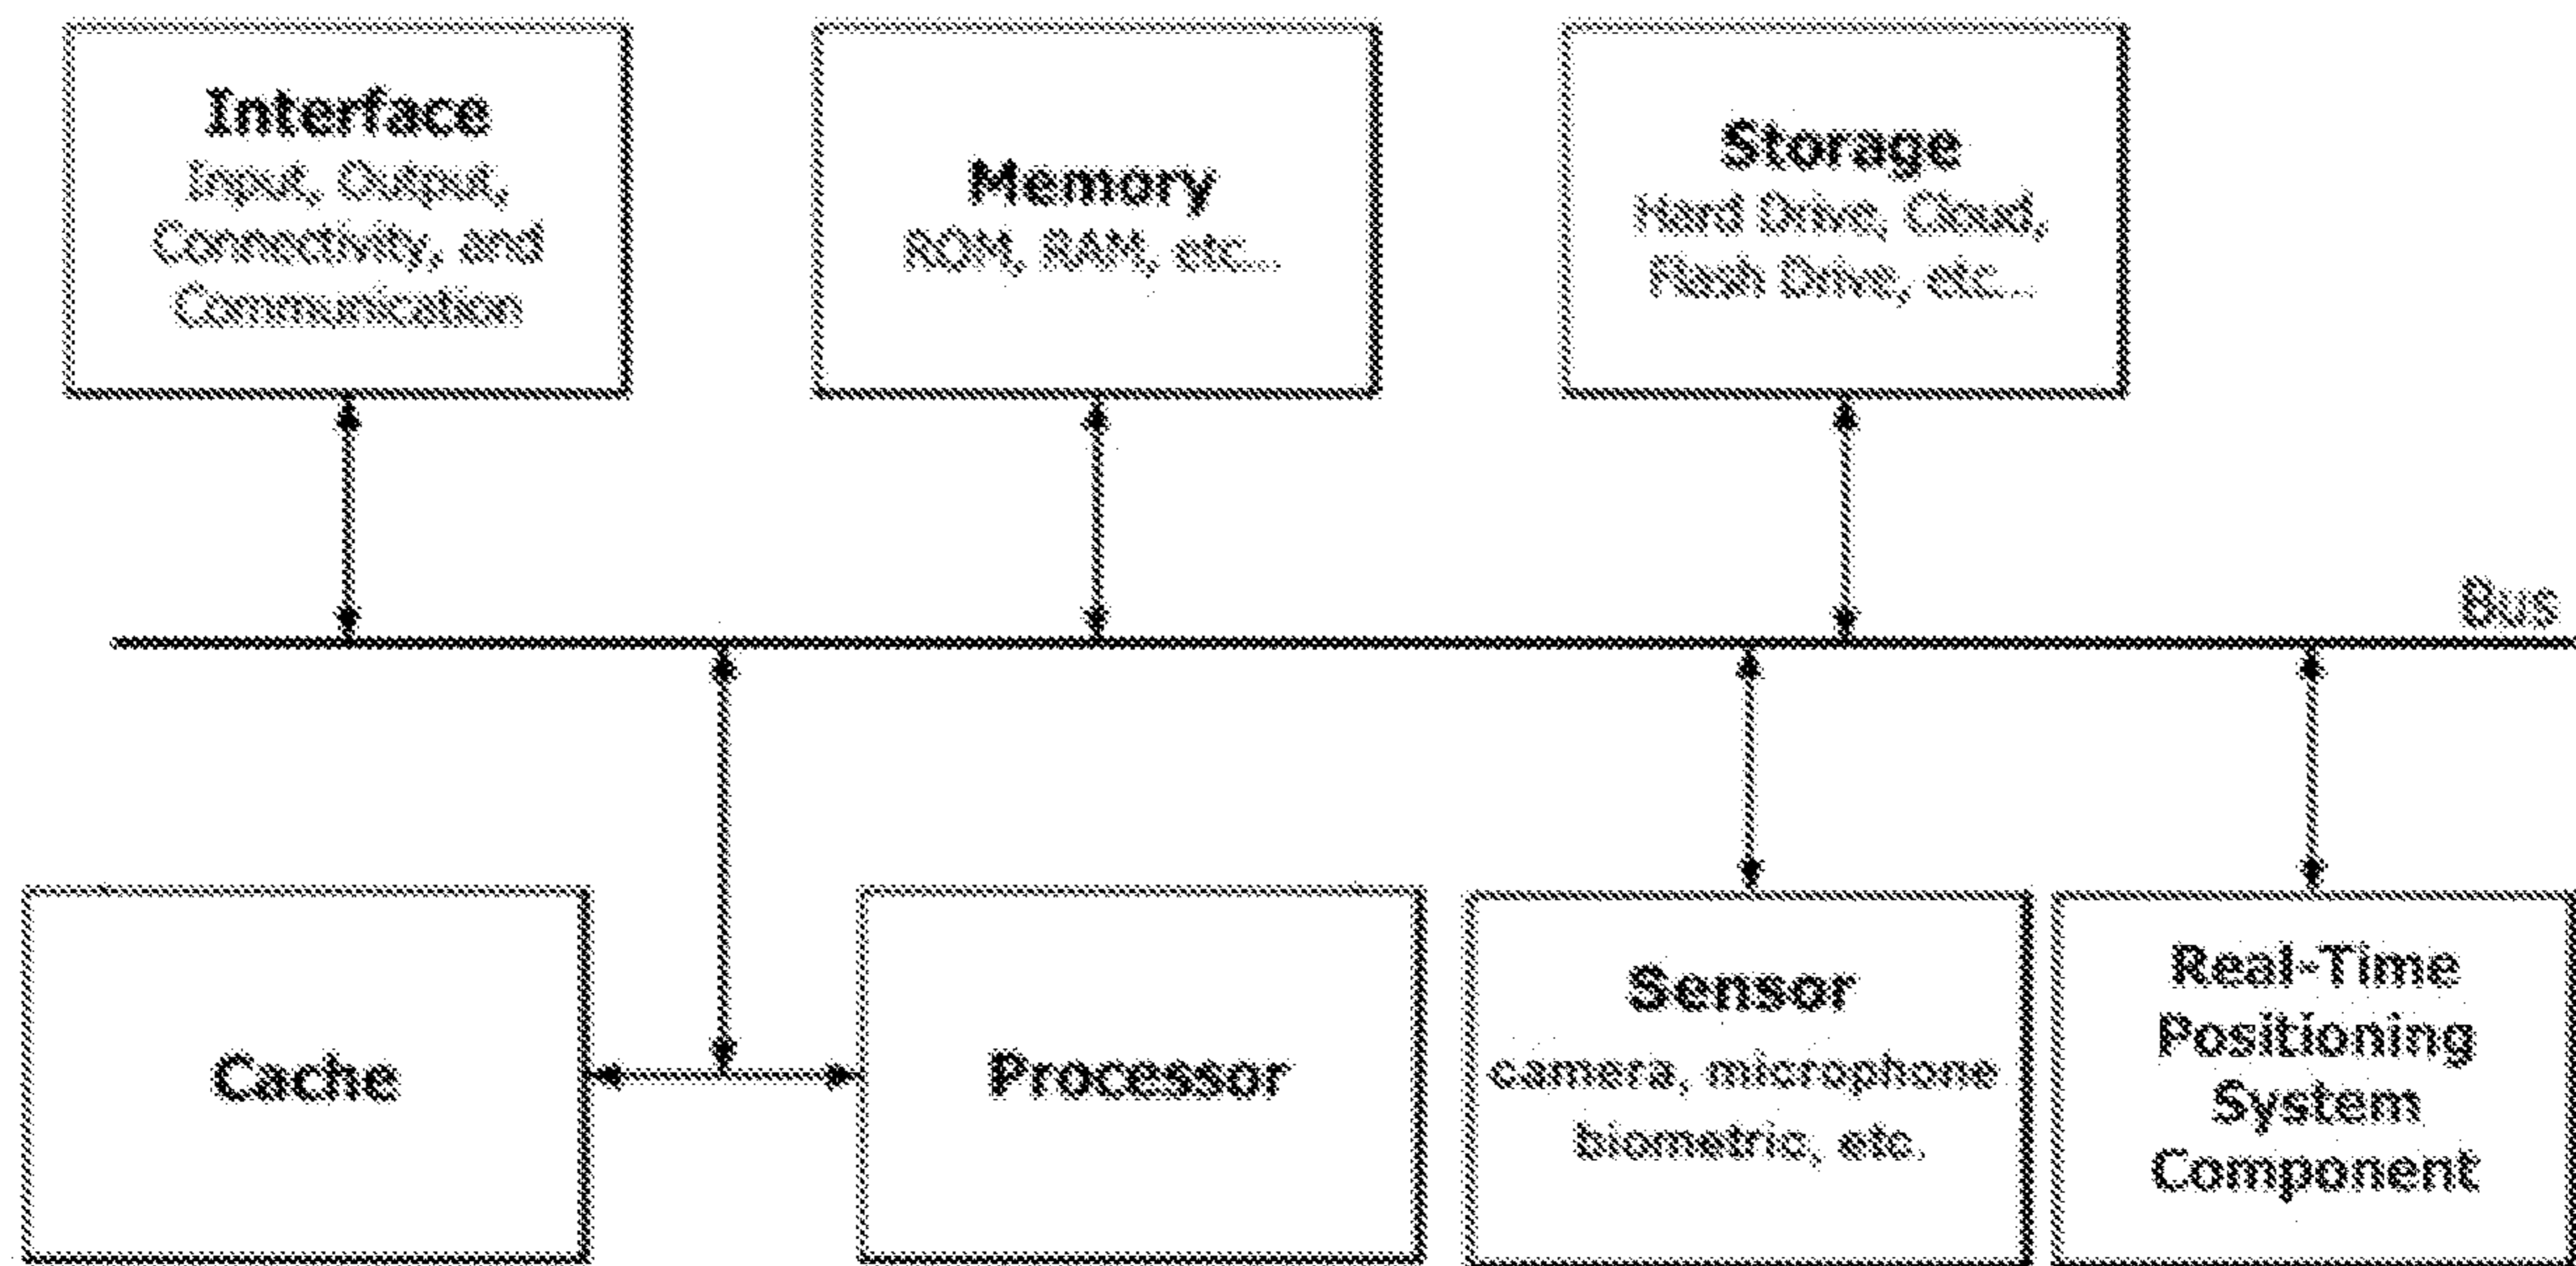 Interface
Input, Output,
Connectivity, and
Communication
Memory
ROM, RAM, etc...
Storage
Hard Drive, Cloud,
Flash Drive, etc...
Bus
Cache
Processor
Sensor
camera, microphone
biometric, etc.
Real-Time
Positioning
System
Component